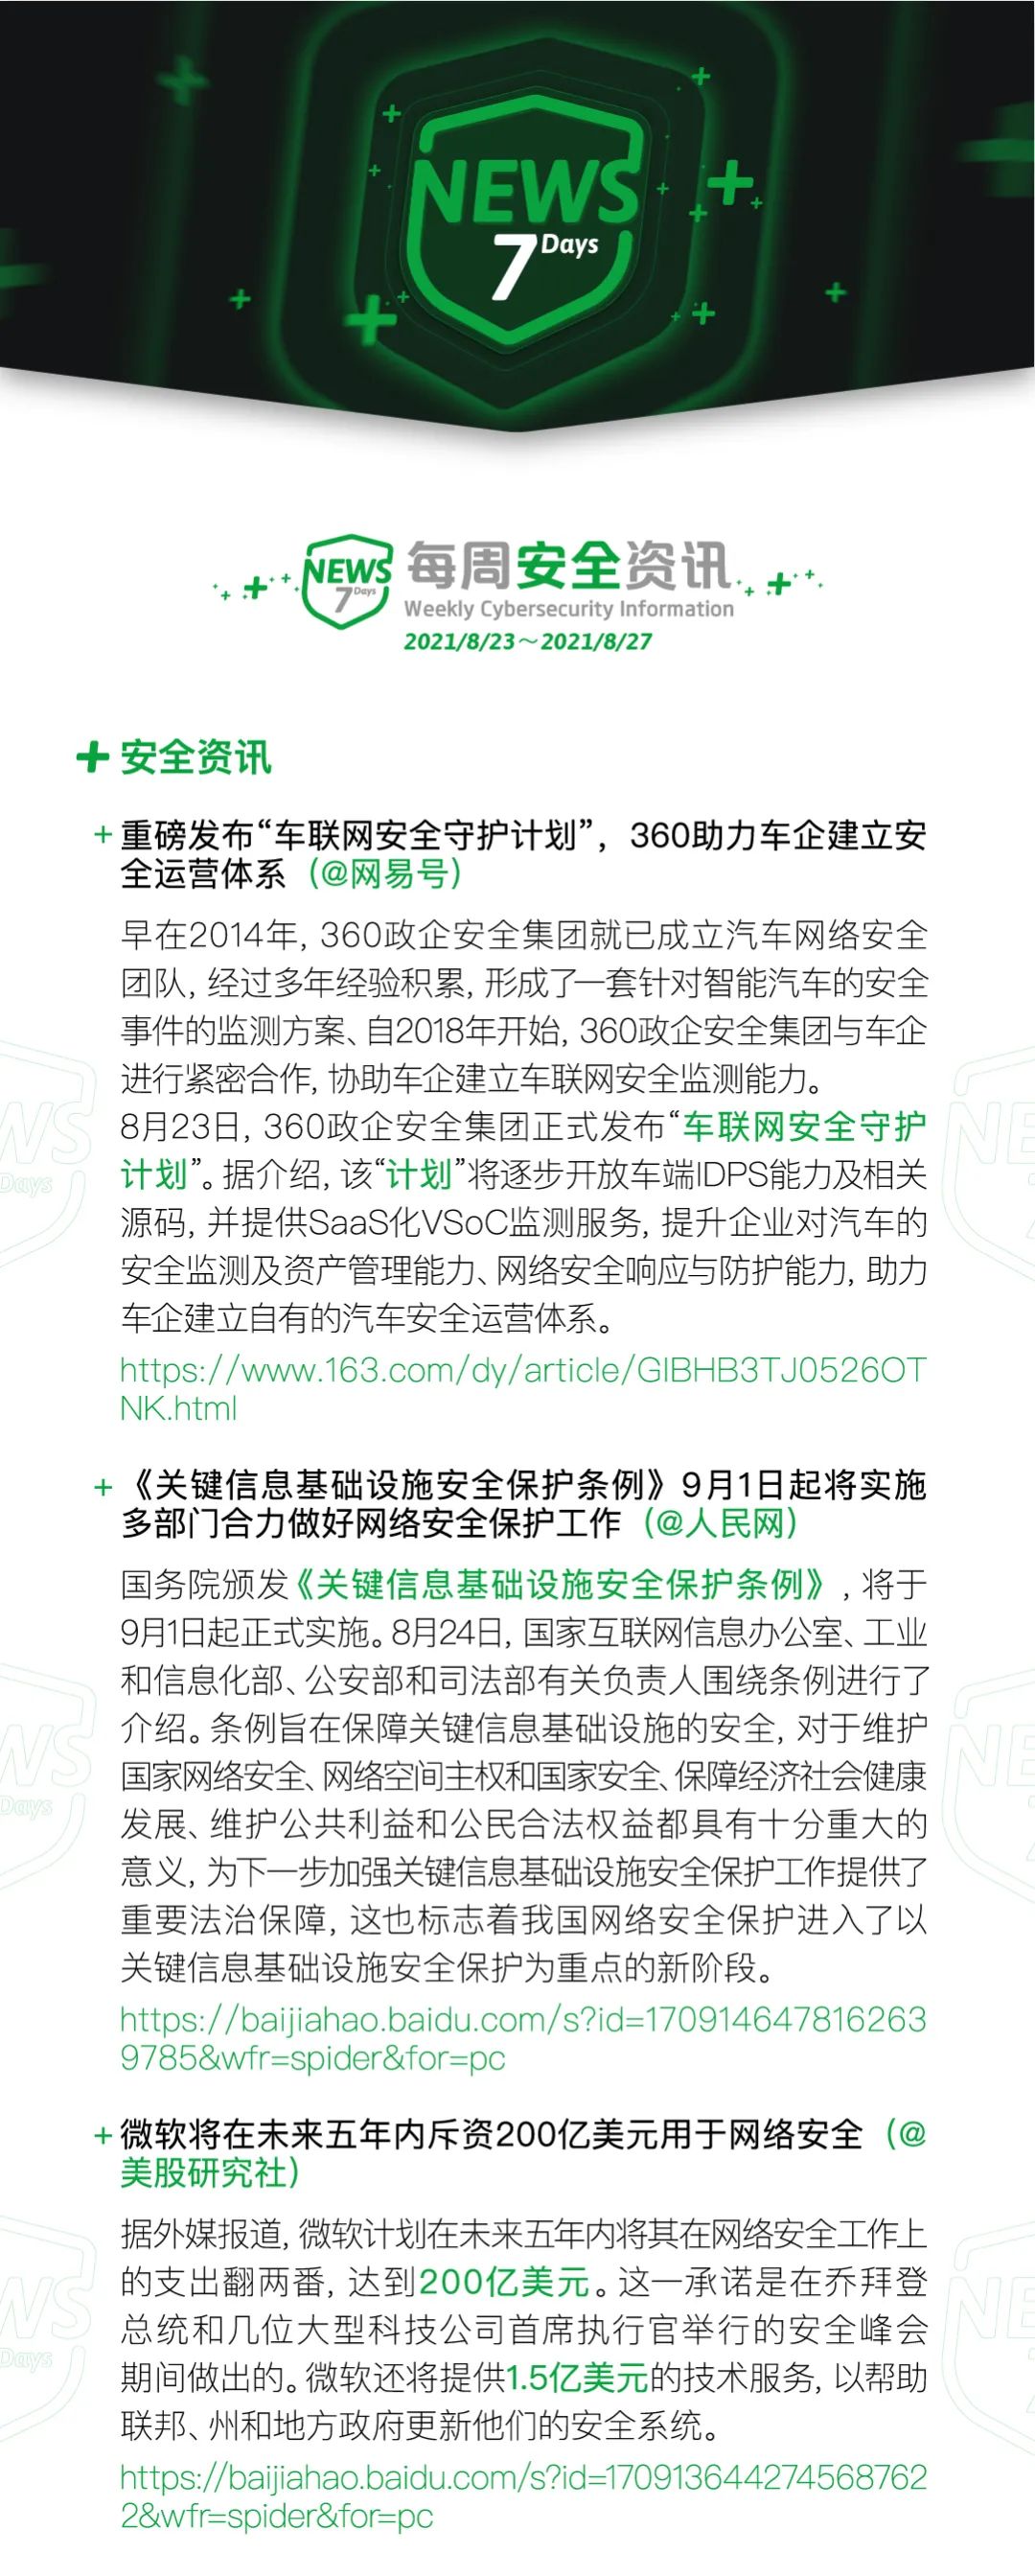 NEWS
7 Days
NEWS
7 Days
每周安全资讯
Weekly Cybersecurity Information
2021/8/23～2021/8/27
安全资讯
+ 重磅发布“车联网安全守护计划”，360助力车企建立安
全运营体系（@网易号）
早在2014年, 360政企安全集团就已成立汽车网络安全
团队, 经过多年经验积累, 形成了一套针对智能汽车的安全
事件的监测方案、自2018年开始, 360政企安全集团与车企
进行紧密合作, 协助车企建立车联网安全监测能力。
8月23日, 360政企安全集团正式发布“车联网安全守护
计划”。据介绍, 该“计划”将逐步开放车端IDPS能力及相关
源码, 并提供SaaS化VSoC监测服务, 提升企业对汽车的
安全监测及资产管理能力、网络安全响应与防护能力, 助力
车企建立自有的汽车安全运营体系。
https://www.163.com/dy/article/GIBHB3TJ0526OT
NK.html
+ 《关键信息基础设施安全保护条例》9月1日起将实施
多部门合力做好网络安全保护工作（@人民网）
国务院颁发《关键信息基础设施安全保护条例》, 将于
9月1日起正式实施。8月24日, 国家互联网信息办公室、工业
和信息化部、公安部和司法部有关负责人围绕条例进行了
介绍。条例旨在保障关键信息基础设施的安全, 对于维护
国家网络安全、网络空间主权和国家安全、保障经济社会健康
发展、维护公共利益和公民合法权益都具有十分重大的
意义, 为下一步加强关键信息基础设施安全保护工作提供了
重要法治保障, 这也标志着我国网络安全保护进入了以
关键信息基础设施安全保护为重点的新阶段。
https://baijiahao.baidu.com/s?id=170914647816263
9785&wfr=spider&for=pc
+ 微软将在未来五年内斥资200亿美元用于网络安全（@
美股研究社）
据外媒报道, 微软计划在未来五年内将其在网络安全工作上
的支出翻两番, 达到200亿美元。这一承诺是在乔拜登
总统和几位大型科技公司首席执行官举行的安全峰会
期间做出的。微软还将提供1.5亿美元的技术服务, 以帮助
联邦、州和地方政府更新他们的安全系统。
https://baijiahao.baidu.com/s?id=170913644274568762
2&wfr=spider&for=pc